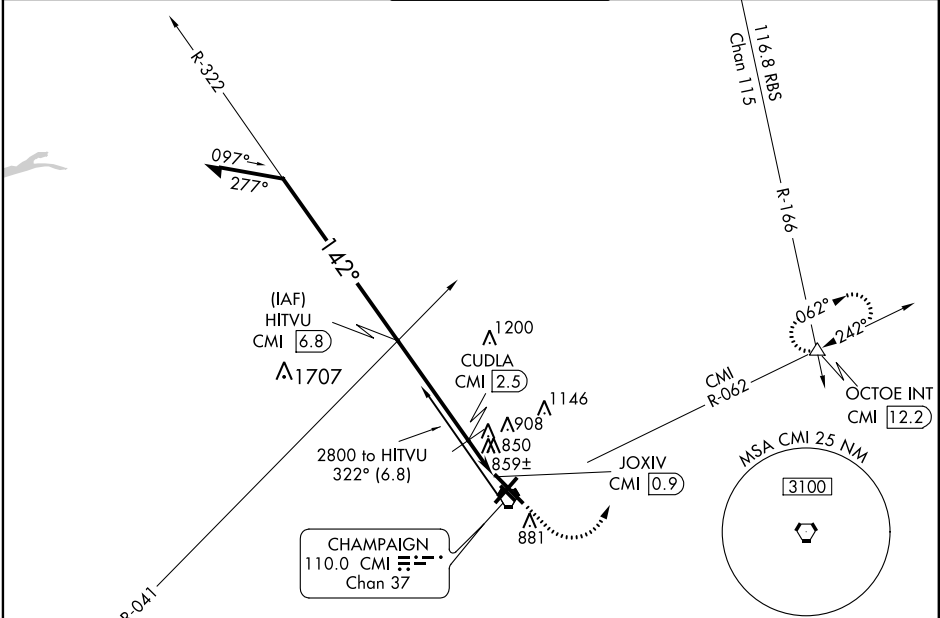 116.8 RBS
Chan 115
R-322
097°
277°
R-166
142°
062°
242°
(IAF)
HITVU
CMI 6.8
1200
1707
CUDLA
CMI 2.5
CMI
R-062
OCTOE INT
CMI 12.2
1146
908
850
859±
2800 to HITVU
322° (6.8)
JOXIV
CMI 0.9
MSA CMI 25 NM
3100
881
CHAMPAIGN
110.0 CMI
Chan 37
R-041